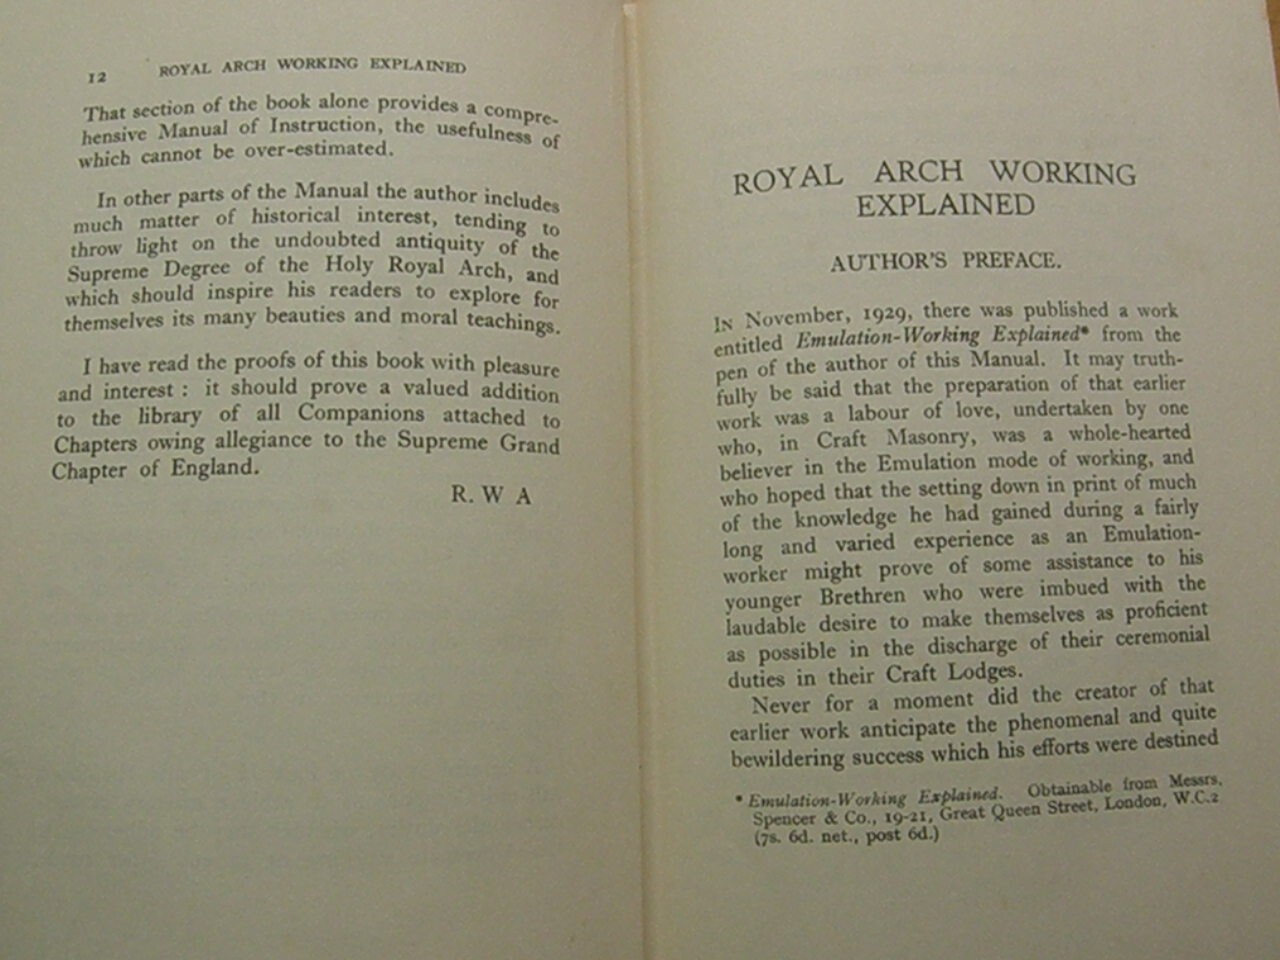 12 ROYAL ARCH WORKING EXPLAINED
That section of the book alone provides a compre-
hensive Manual of Instruction, the usefulness of
which cannot be over-estimated.
In other parts of the Manual the author includes
much matter of historical interest, tending to
throw light on the undoubted antiquity of the
Supreme Degree of the Holy Royal Arch, and
which should inspire his readers to explore for
themselves its many beauties and moral teachings.
I have read the proofs of this book with pleasure
and interest : it should prove a valued addition
to the library of all Companions attached to
Chapters owing allegiance to the Supreme Grand
Chapter of England.
R. W A
ROYAL ARCH WORKING
EXPLAINED
AUTHOR'S PREFACE.
IN November, 1929, there was published a work
entitled Emulation-Working Explained* from the
pen of the author of this Manual. It may truth-
fully be said that the preparation of that earlier
work was a labour of love, undertaken by one
who, in Craft Masonry, was a whole-hearted
believer in the Emulation mode of working, and
who hoped that the setting down in print of much
of the knowledge he had gained during a fairly
long and varied experience as an Emulation-
worker might prove of some assistance to his
younger Brethren who were imbued with the
laudable desire to make themselves as proficient
as possible in the discharge of their ceremonial
duties in their Craft Lodges.
Never for a moment did the creator of that
earlier work anticipate the phenomenal and quite
bewildering success which his efforts were destined
* Emulation-Working Explained. Obtainable from Messrs.
Spencer & Co., 19-21, Great Queen Street, London, W.C.2
(7s. 6d. net., post 6d.)